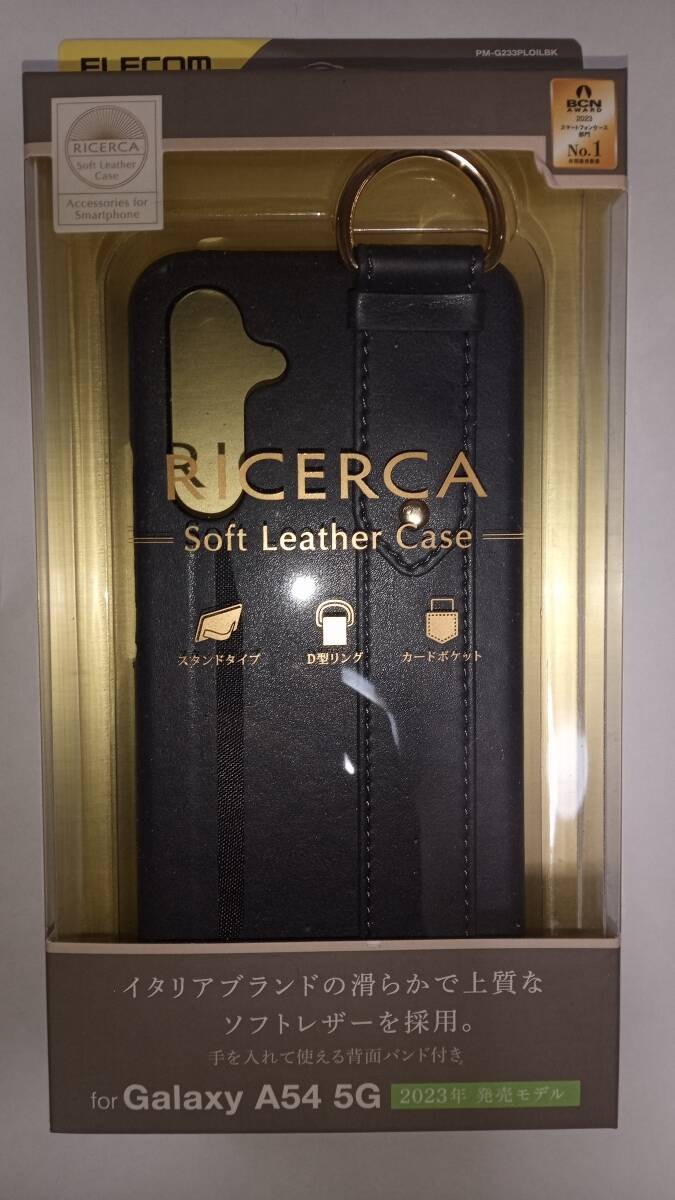 ELECOM
PM-G233PLOILBK
RICERCA
Soft Leather
Case
Accessories for
Smartphone
BCN
AWARD
2023
スマートフォンケース
部門
No.1
RICERCA
Soft Leather Case
スタンドタイプ D型リング カードポケット
イタリアブランドの滑らかで上質な
ソフトレザーを採用。
手を入れて使える背面バンド付き。
for Galaxy A54 5G 2023年 発売モデル